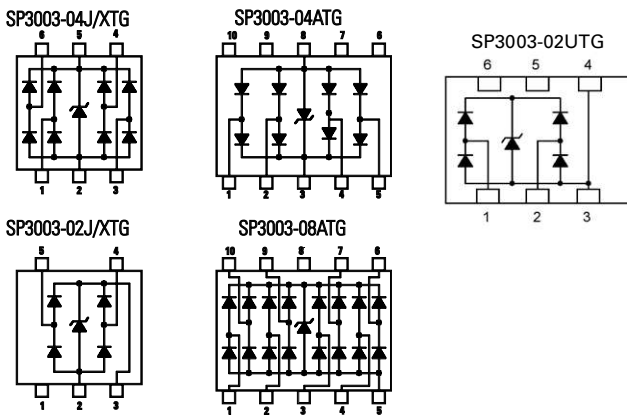 SP3003-04J/XTG
6 5 4
1 2 3
SP3003-04ATG
10 9 8 7 6
1 2 3 4 5
SP3003-02UTG
6 5 4
1 2 3
SP3003-02J/XTG
5 4
1 2 3
SP3003-08ATG
10 9 8 7 6
1 2 3 4 5